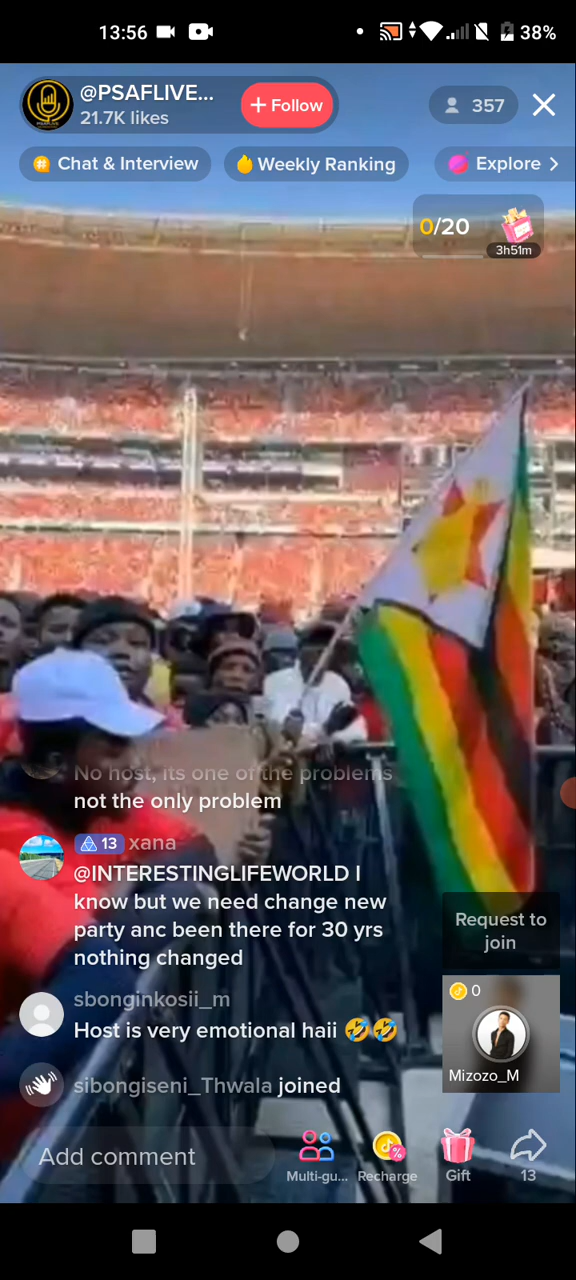 13:56
38%
@PSAFLIVE...
21.7K likes
+ Follow
357
Chat & Interview
Weekly Ranking
Explore >
0/20
3h51m
No host, its one of the problems
not the only problem
13 xana
@INTERESTINGLIFEWORLD I
know but we need change new
party anc been there for 30 yrs
nothing changed
sbonginkosii_m
Host is very emotional haii 🤣🤣
sibongiseni_Thwala joined
Request to
join
0
Mizozo_M
Add comment
Multi-gu...
Recharge
Gift
13